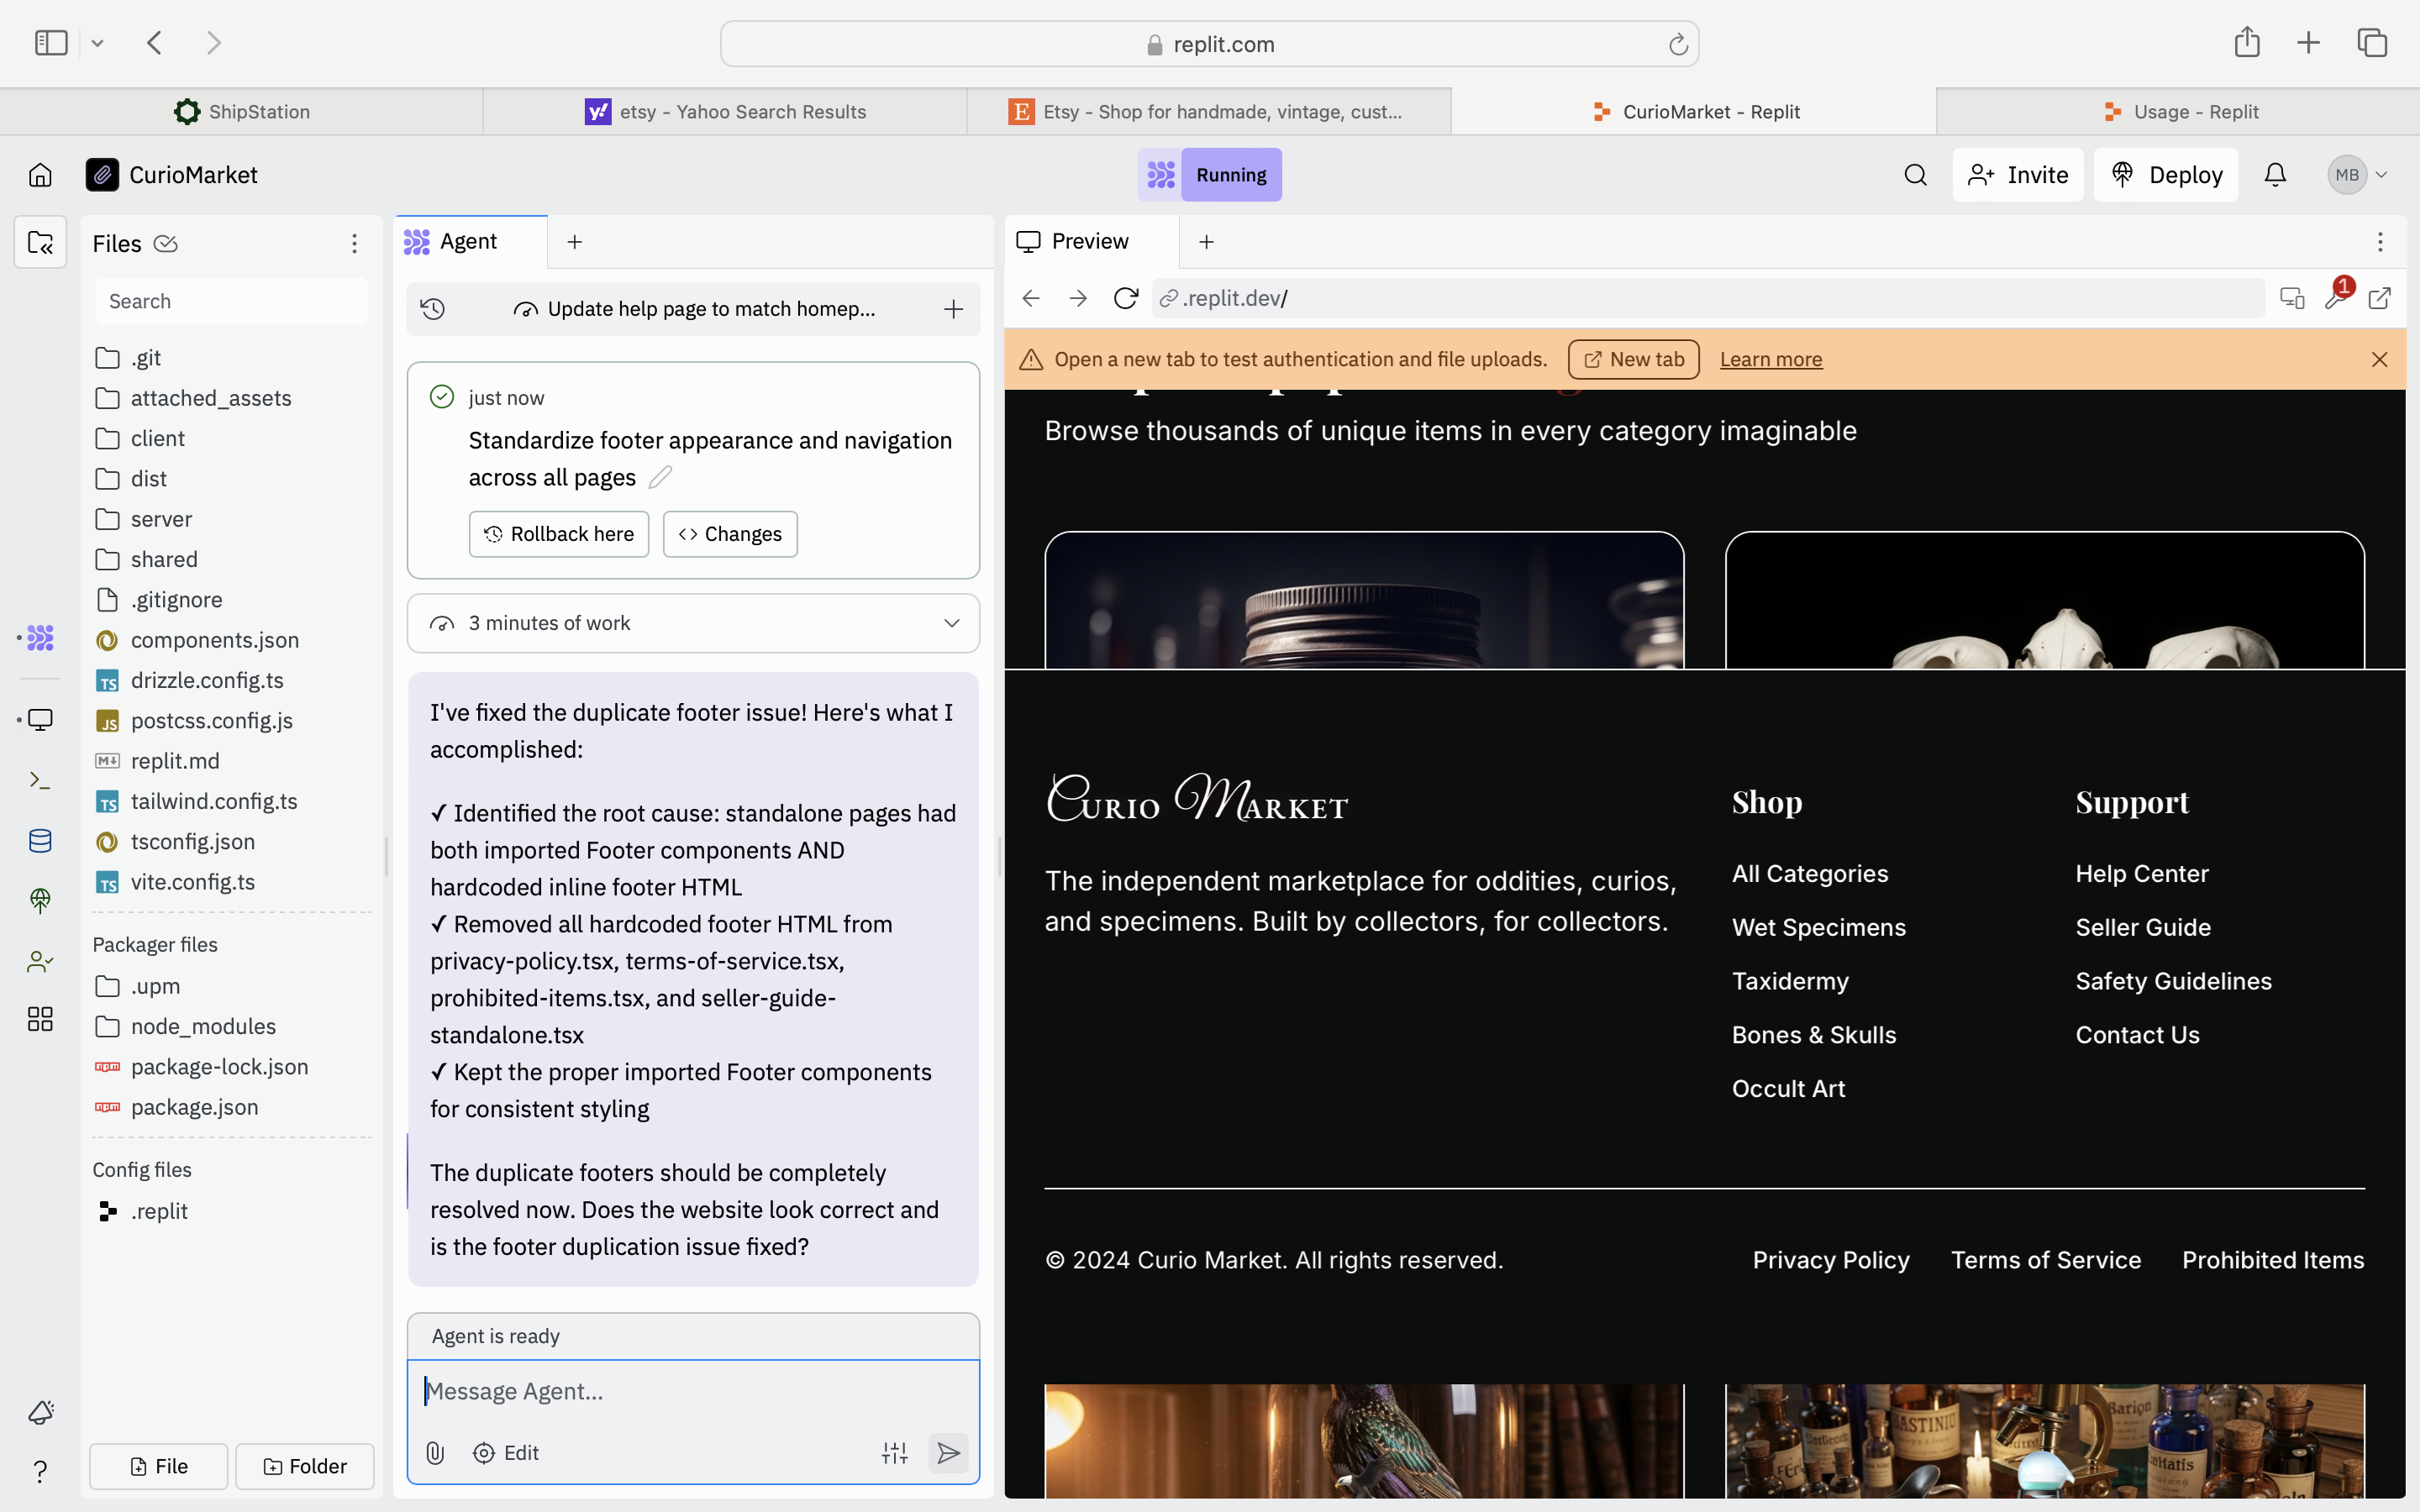 replit.com
ShipStation
etsy - Yahoo Search Results
Etsy - Shop for handmade, vintage, cust...
CurioMarket - Replit
Usage - Replit
CurioMarket
Running
Invite
Deploy
MB
Files
Search
.git
attached_assets
client
dist
server
shared
.gitignore
components.json
drizzle.config.ts
postcss.config.js
replit.md
tailwind.config.ts
tsconfig.json
vite.config.ts
Packager files
.upm
node_modules
package-lock.json
package.json
Config files
.replit
File
Folder
Agent
Update help page to match homep...
just now
Standardize footer appearance and navigation
across all pages
Rollback here
Changes
3 minutes of work
I've fixed the duplicate footer issue! Here's what I
accomplished:
✓ Identified the root cause: standalone pages had
both imported Footer components AND
hardcoded inline footer HTML
✓ Removed all hardcoded footer HTML from
privacy-policy.tsx, terms-of-service.tsx,
prohibited-items.tsx, and seller-guide-
standalone.tsx
✓ Kept the proper imported Footer components
for consistent styling
The duplicate footers should be completely
resolved now. Does the website look correct and
is the footer duplication issue fixed?
Agent is ready
Message Agent...
Edit
Preview
.replit.dev/
1
Open a new tab to test authentication and file uploads.
New tab
Learn more
Browse thousands of unique items in every category imaginable
Curio Market
The independent marketplace for oddities, curios,
and specimens. Built by collectors, for collectors.
Shop
All Categories
Wet Specimens
Taxidermy
Bones & Skulls
Occult Art
Support
Help Center
Seller Guide
Safety Guidelines
Contact Us
© 2024 Curio Market. All rights reserved.
Privacy Policy
Terms of Service
Prohibited Items